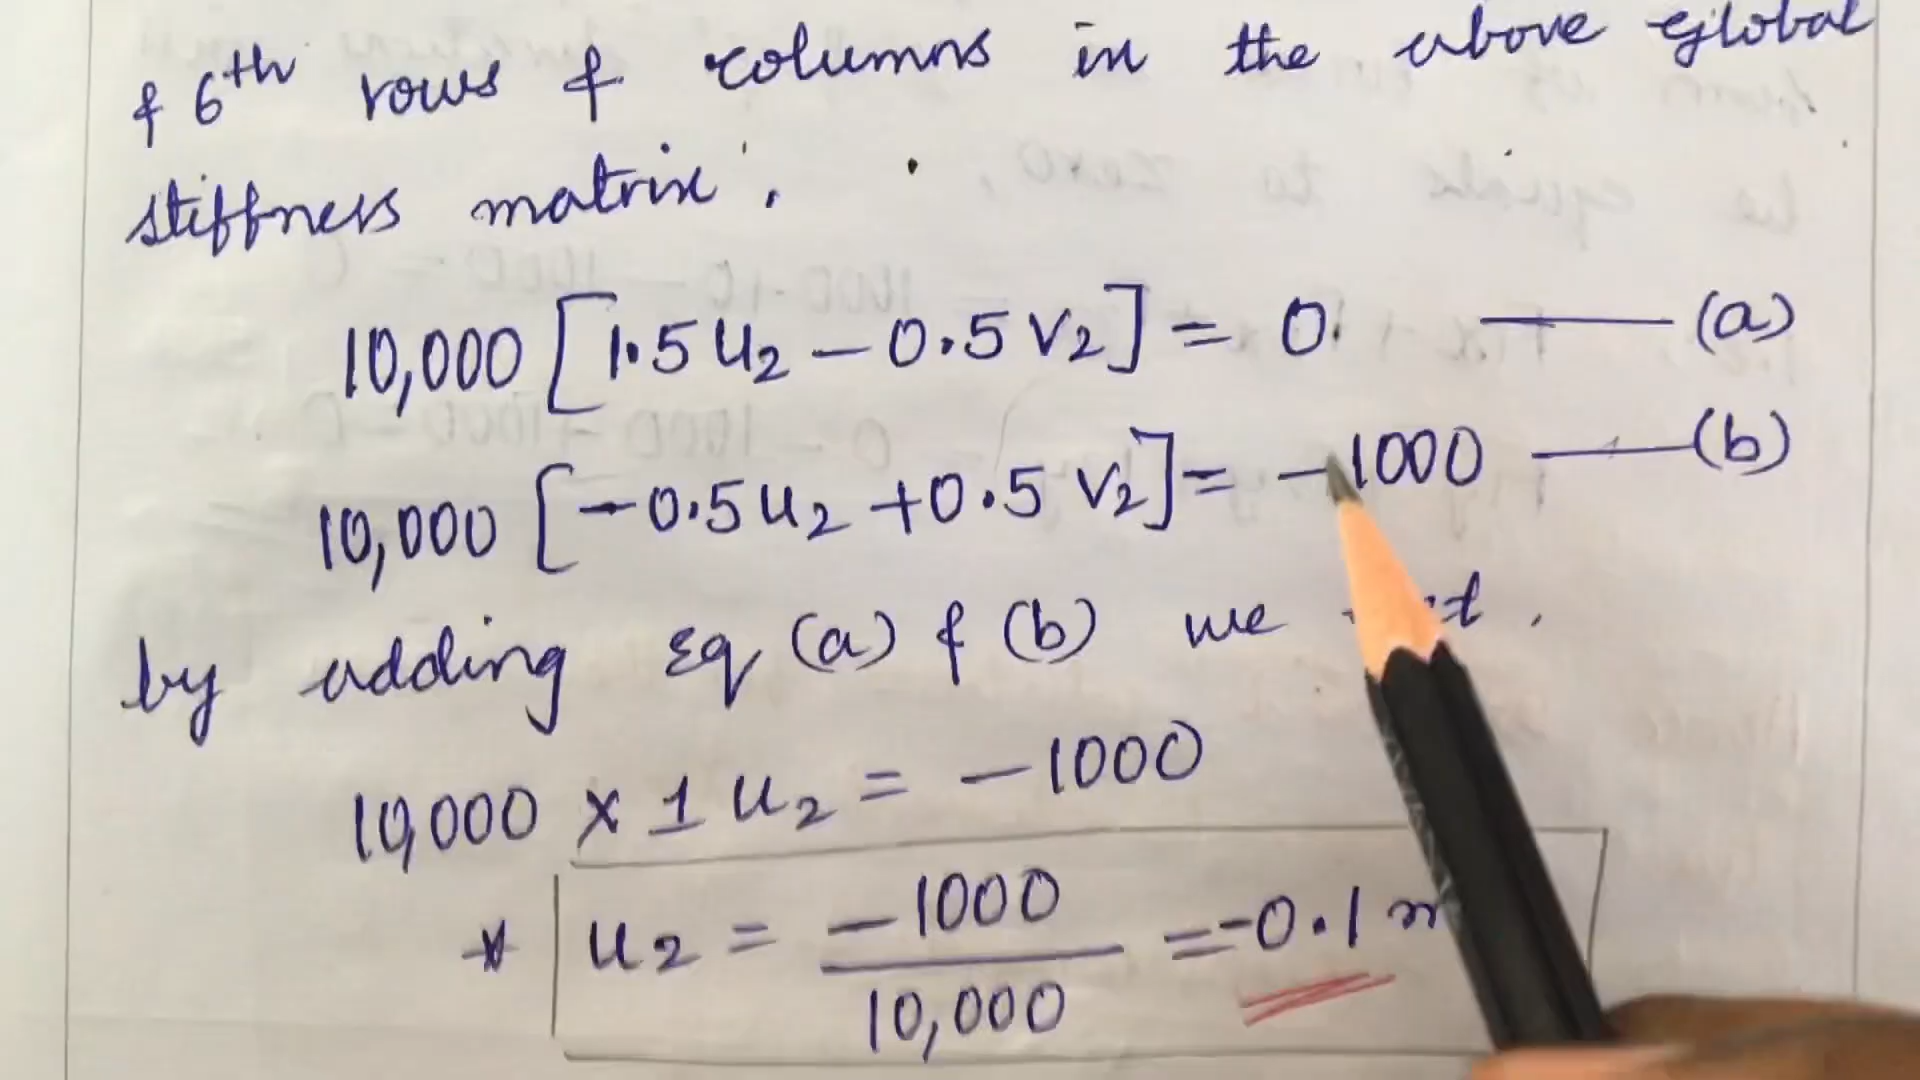 & 6th rows & columns in the above global
stiffness matrix.
10,000 [1.5 u2 − 0.5 v2] = 0 —— (a)
10,000 [−0.5 u2 + 0.5 v2] = −1000 —— (b)
by adding Eq (a) & (b) we
10,000 × 1 u2 = −1000
* u2 = −1000 / 10,000 = −0.1